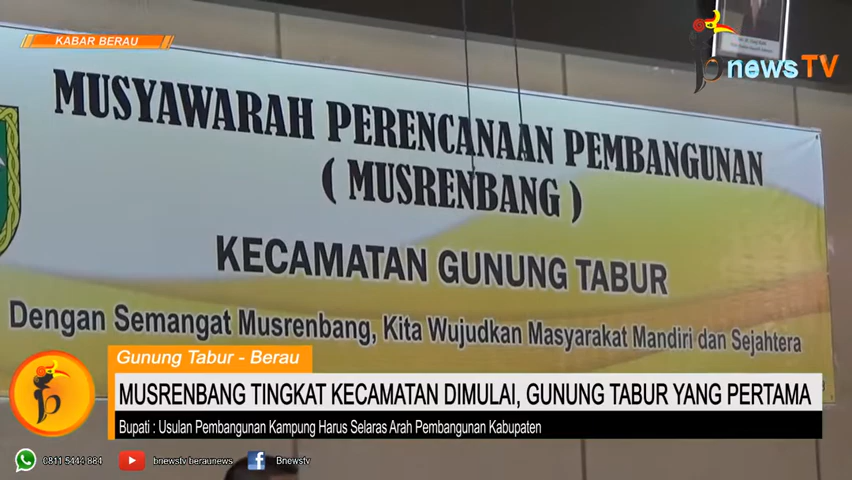 KABAR BERAU
bnewsTV
MUSYAWARAH PERENCANAAN PEMBANGUNAN
( MUSRENBANG )
KECAMATAN GUNUNG TABUR
Dengan Semangat Musrenbang, Kita Wujudkan Masyarakat Mandiri dan Sejahtera
Gunung Tabur - Berau
MUSRENBANG TINGKAT KECAMATAN DIMULAI, GUNUNG TABUR YANG PERTAMA
Bupati : Usulan Pembangunan Kampung Harus Selaras Arah Pembangunan Kabupaten
0811 5444 884 bnewstv beraunews Bnewstv